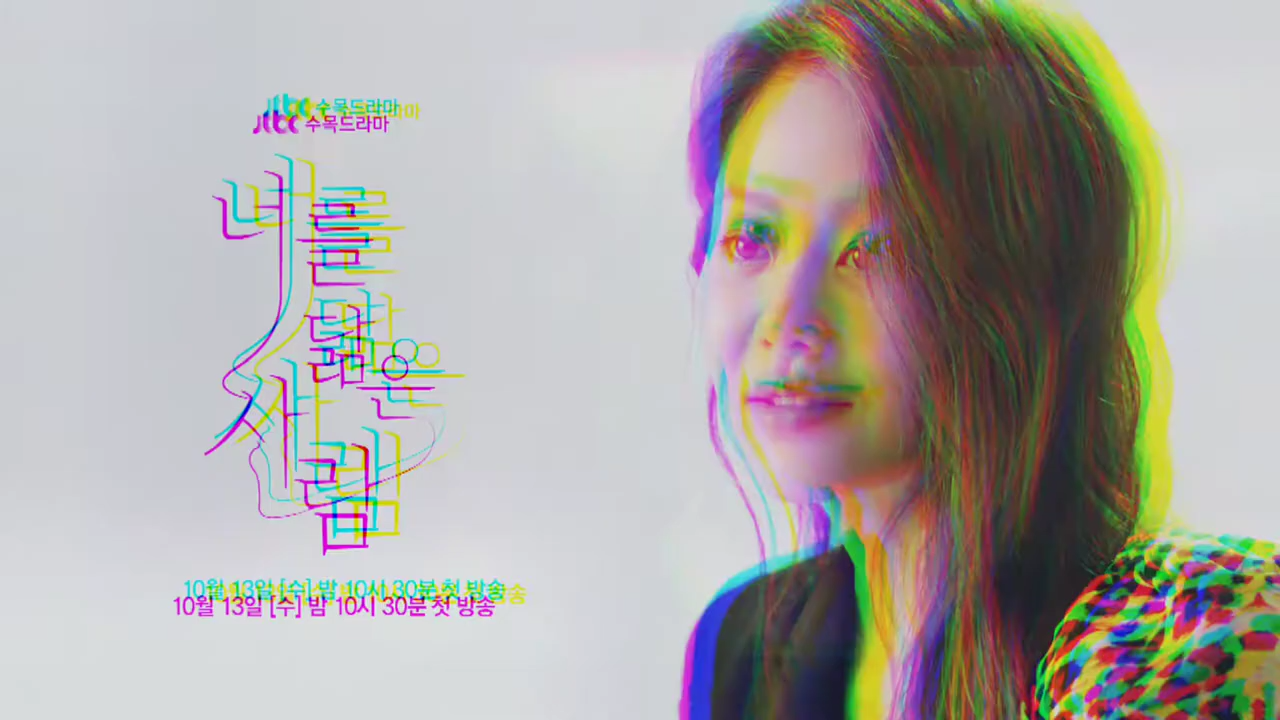 jtbc 수목드라마
너를
닮은
사람
10월 13일 [수] 밤 10시 30분 첫 방송